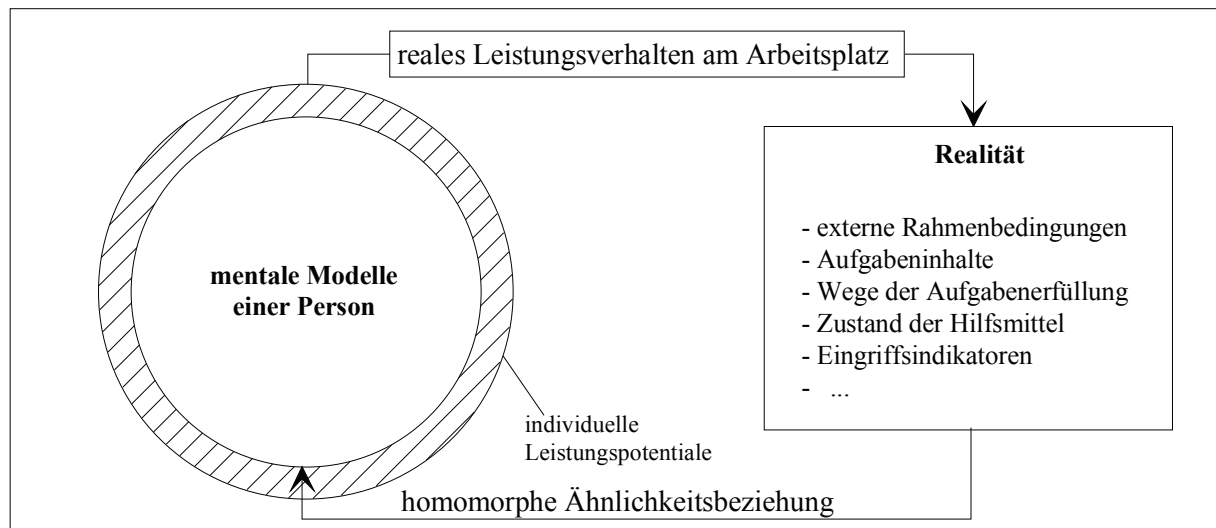 reales Leistungsverhalten am Arbeitsplatz
Realität
- externe Rahmenbedingungen
- Aufgabeninhalte
- Wege der Aufgabenerfüllung
- Zustand der Hilfsmittel
- Eingriffsindikatoren
- ...
mentale Modelle
einer Person
individuelle
Leistungspotentiale
homomorphe Ähnlichkeitsbeziehung